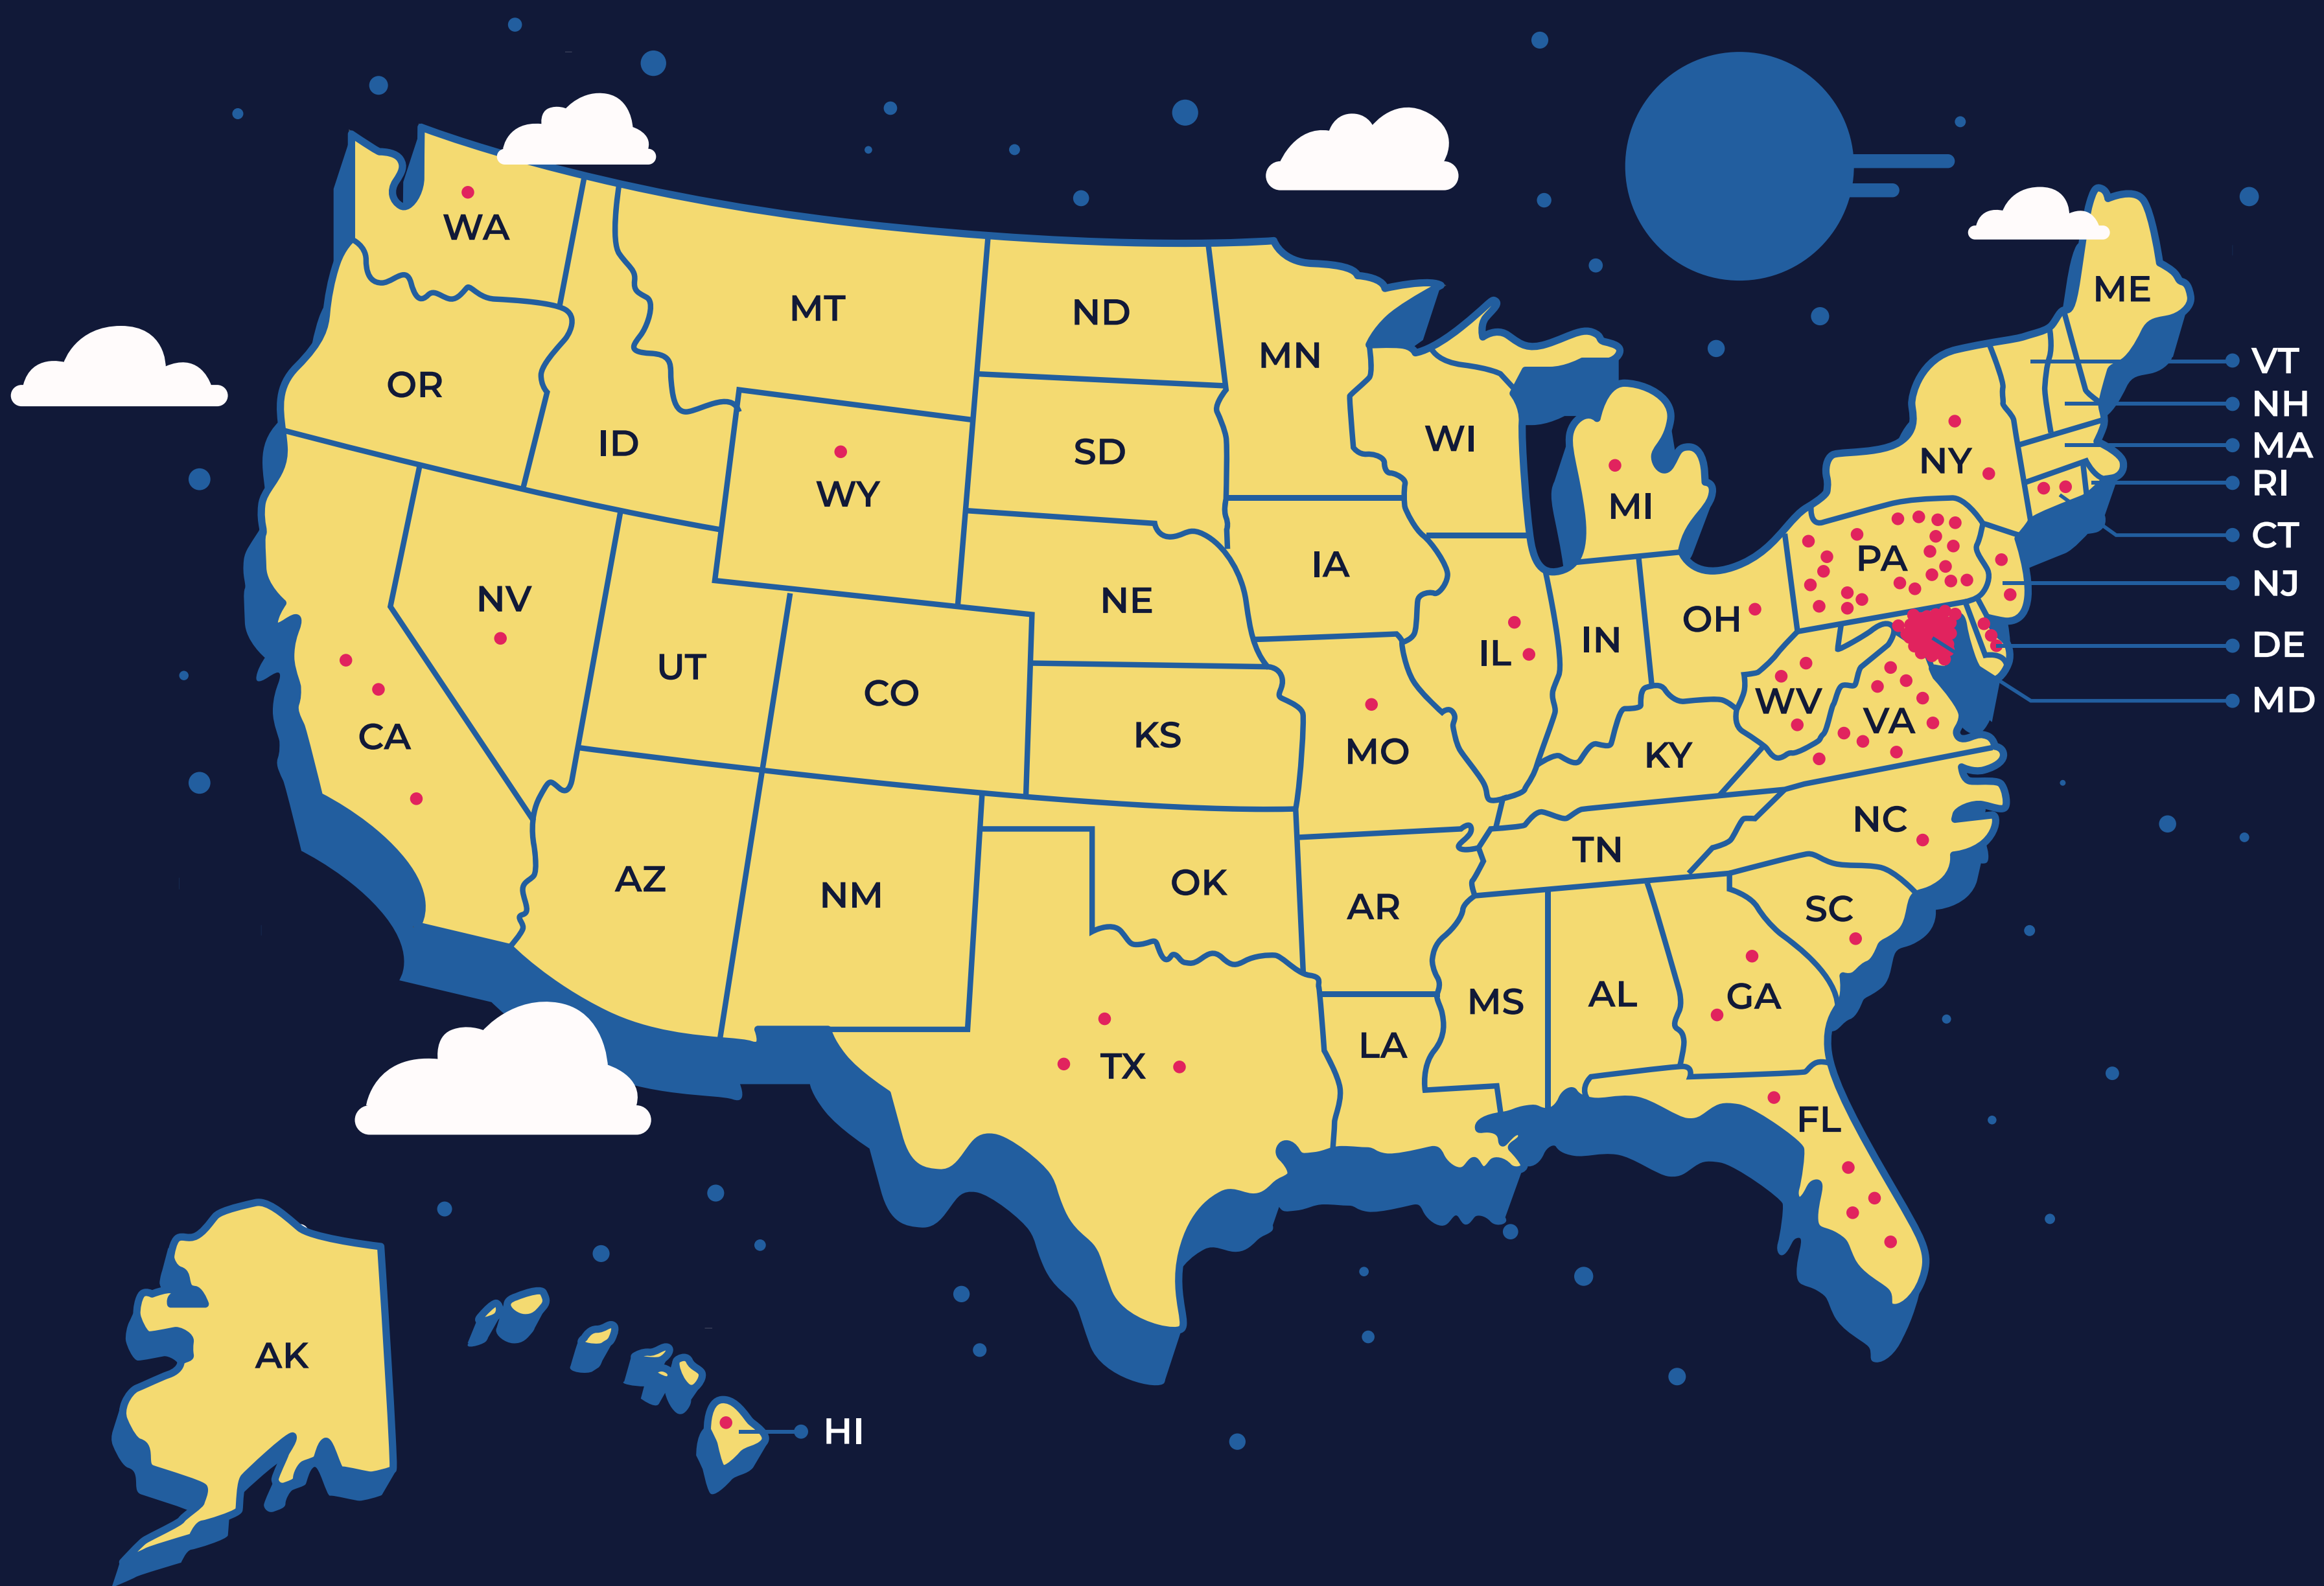 WA
MT
ND
ME
MN
VT
OR
NH
ID
SD
WI
MA
NY
WY
RI
MI
CT
PA
IA
NJ
NV
NE
OH
IN
DE
UT
IL
CO
WV
MD
VA
CA
KS
MO
KY
NC
TN
AZ
OK
NM
AR
SC
AL
GA
MS
LA
TX
FL
AK
HI